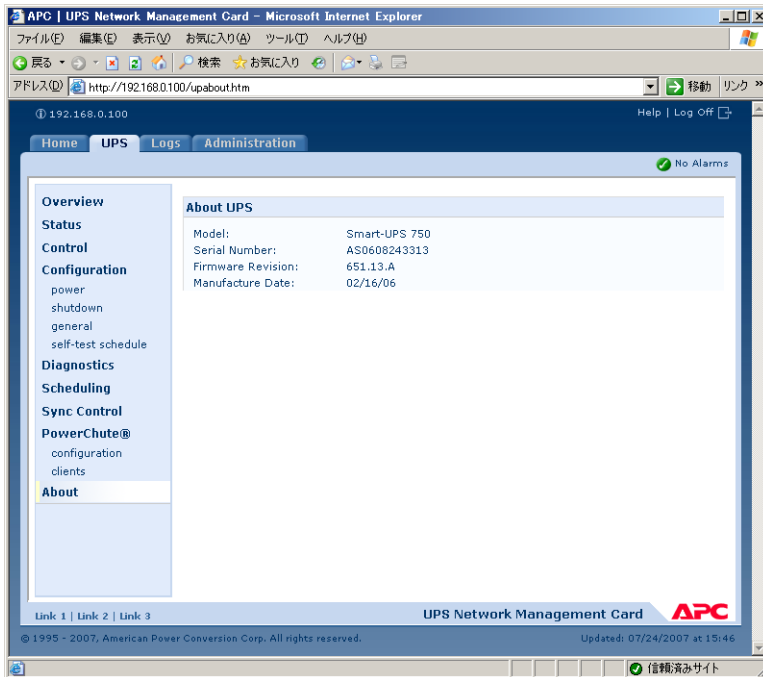 APC | UPS Network Management Card - Microsoft Internet Explorer
ファイル(F) 編集(E) 表示(V) お気に入り(A) ツール(T) ヘルプ(H)
戻る 検索 お気に入り
アドレス(D) http://192.168.0.100/upabout.htm 移動 リンク »
192.168.0.100 Help | Log Off
Home UPS Logs Administration
No Alarms
Overview
Status
Control
Configuration
power
shutdown
general
self-test schedule
Diagnostics
Scheduling
Sync Control
PowerChute®
configuration
clients
About
About UPS
Model: Smart-UPS 750
Serial Number: AS0608243313
Firmware Revision: 651.13.A
Manufacture Date: 02/16/06
Link 1 | Link 2 | Link 3
UPS Network Management Card APC
© 1995 - 2007, American Power Conversion Corp. All rights reserved. Updated: 07/24/2007 at 15:46
信頼済みサイト